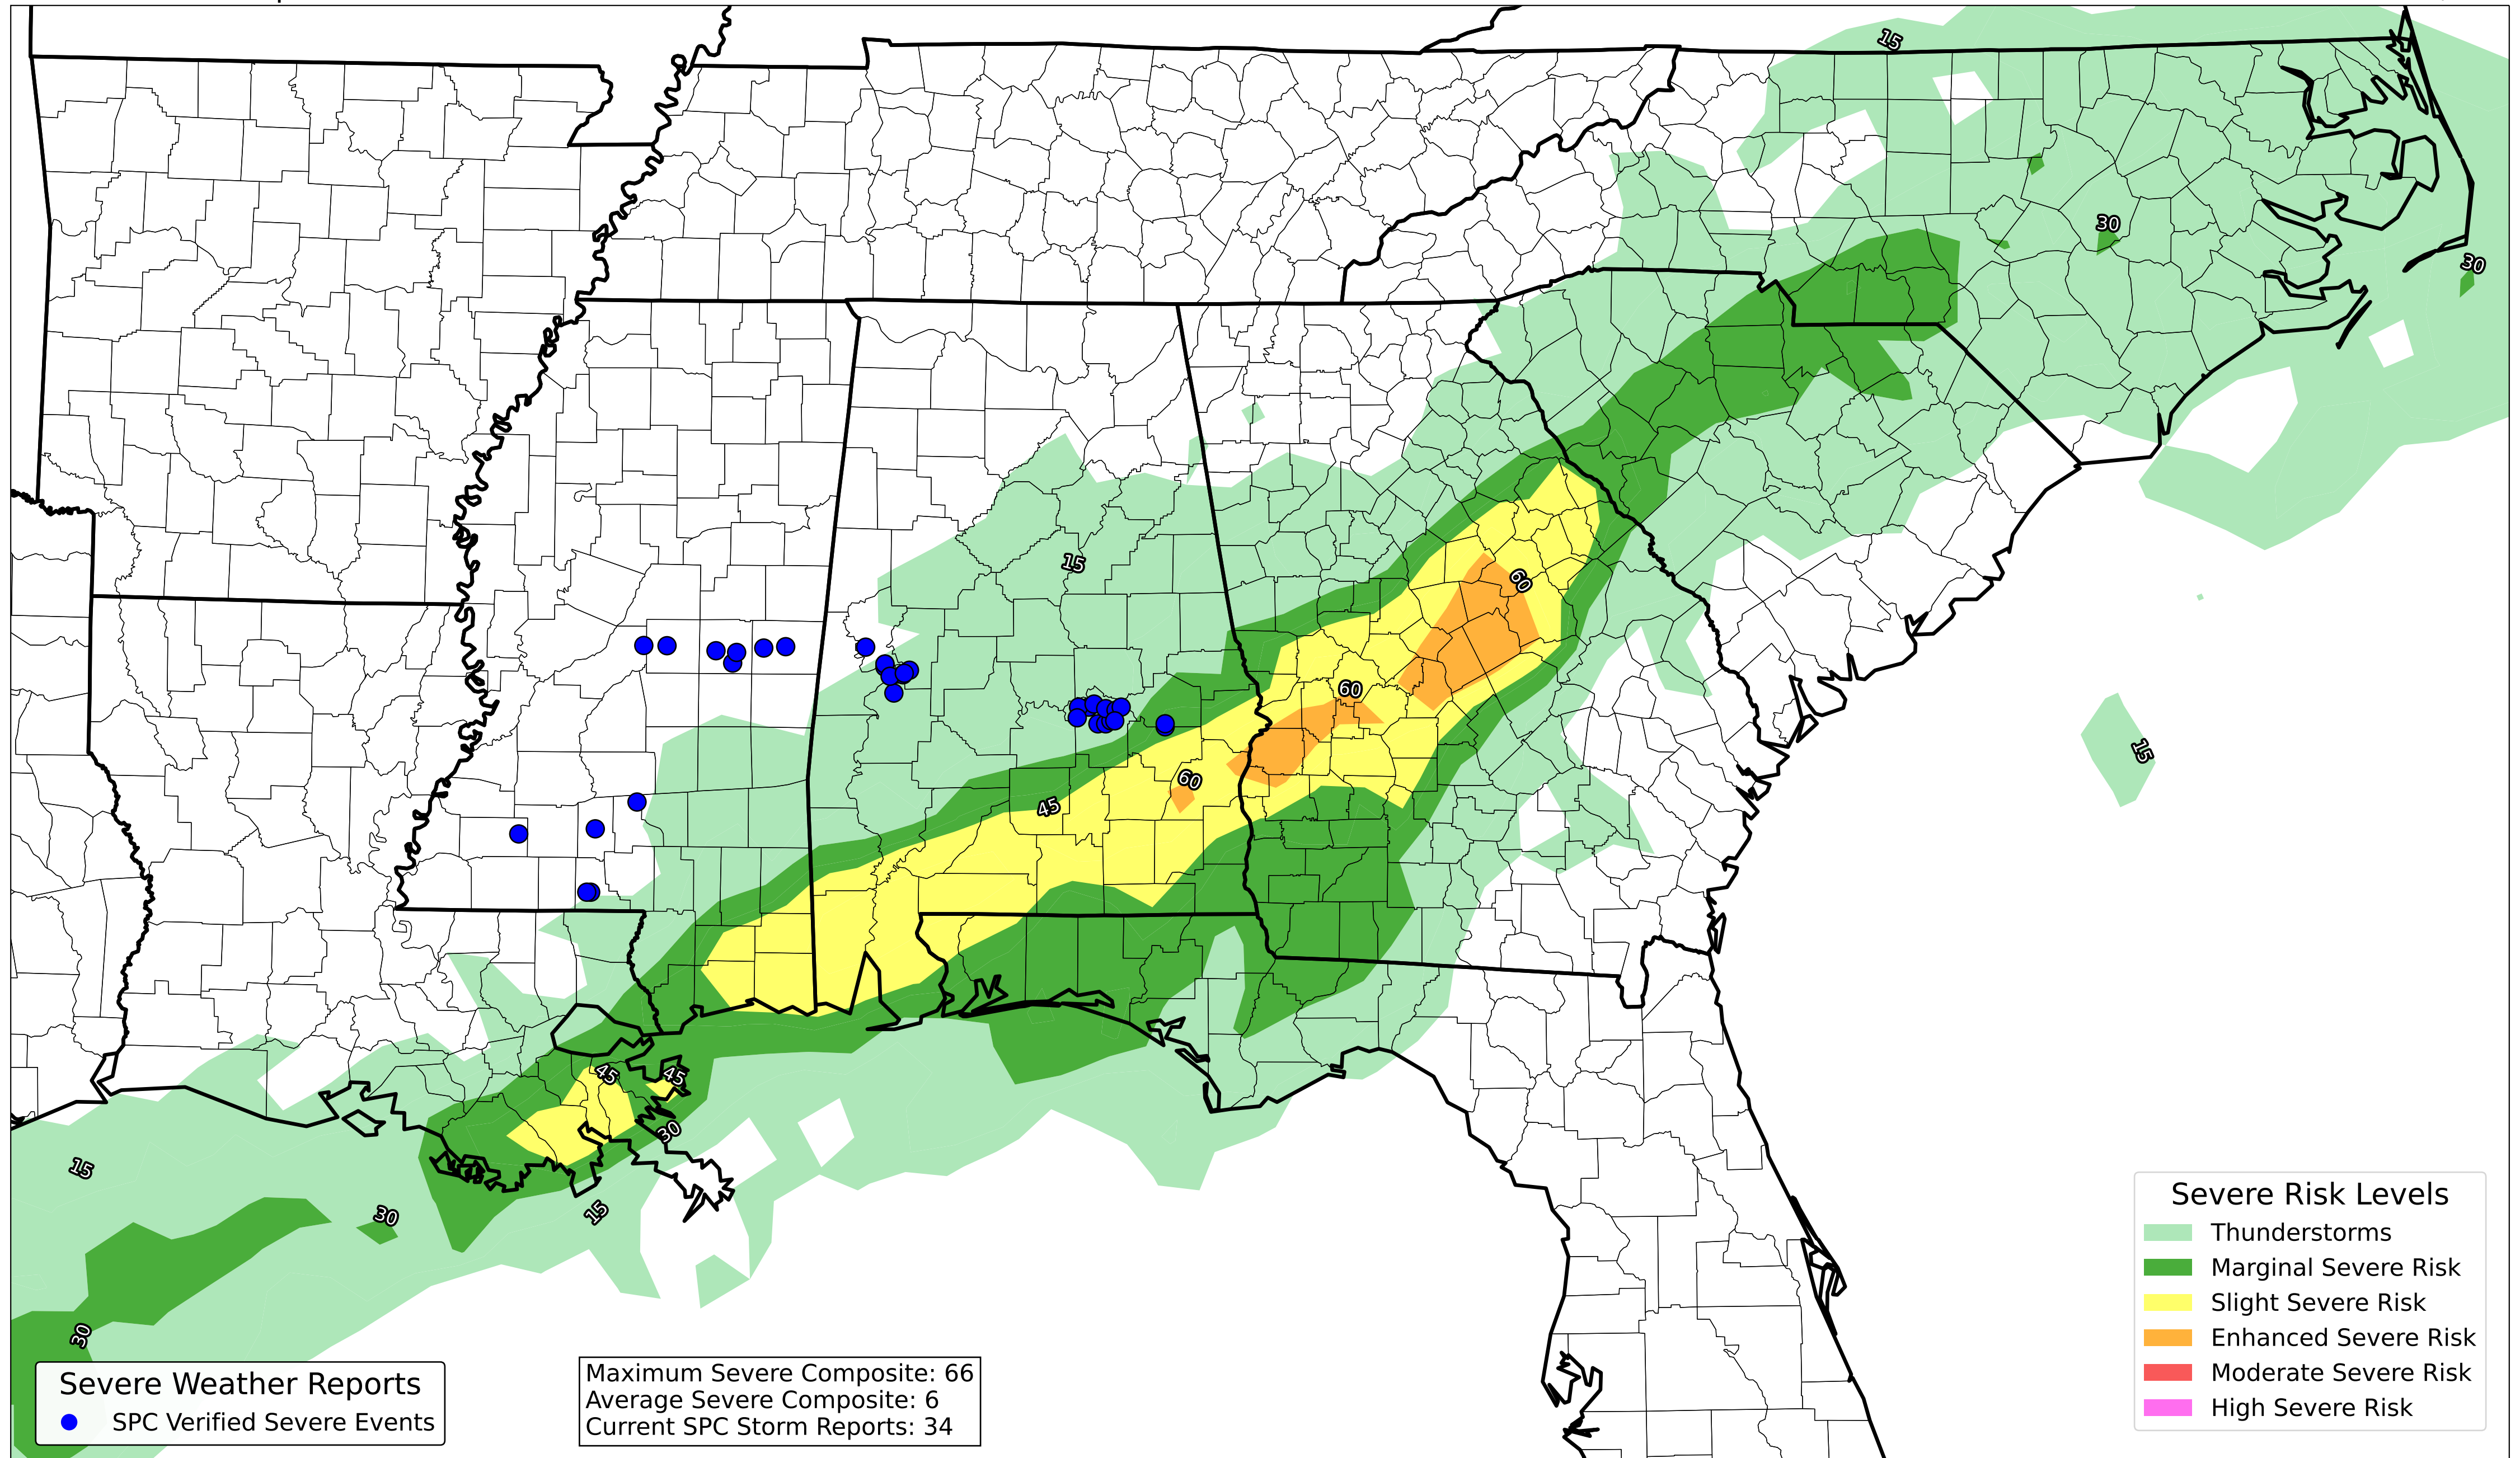 15
30
30
15
60
60
60
45
15
45
45
30
15
30
15
30
Severe Weather Reports
SPC Verified Severe Events
Maximum Severe Composite: 66
Average Severe Composite: 6
Current SPC Storm Reports: 34
Severe Risk Levels
Thunderstorms
Marginal Severe Risk
Slight Severe Risk
Enhanced Severe Risk
Moderate Severe Risk
High Severe Risk